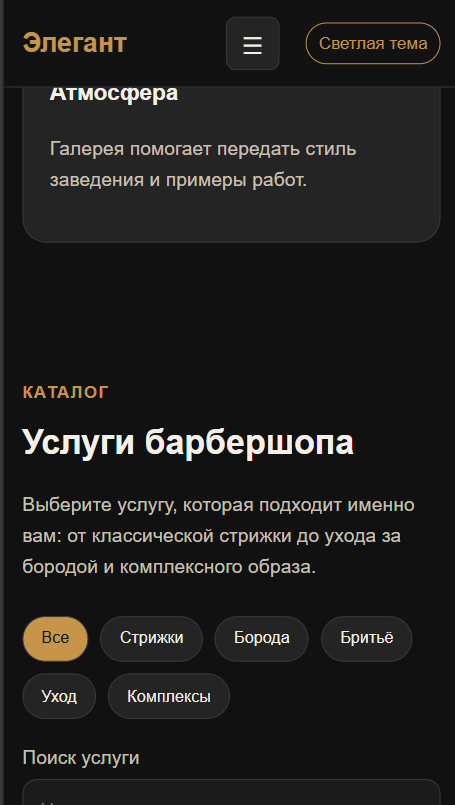 Элегант
☰
Светлая тема
Атмосфера
Галерея помогает передать стиль
заведения и примеры работ.
КАТАЛОГ
Услуги барбершопа
Выберите услугу, которая подходит именно
вам: от классической стрижки до ухода за
бородой и комплексного образа.
Все
Стрижки
Борода
Бритьё
Уход
Комплексы
Поиск услуги